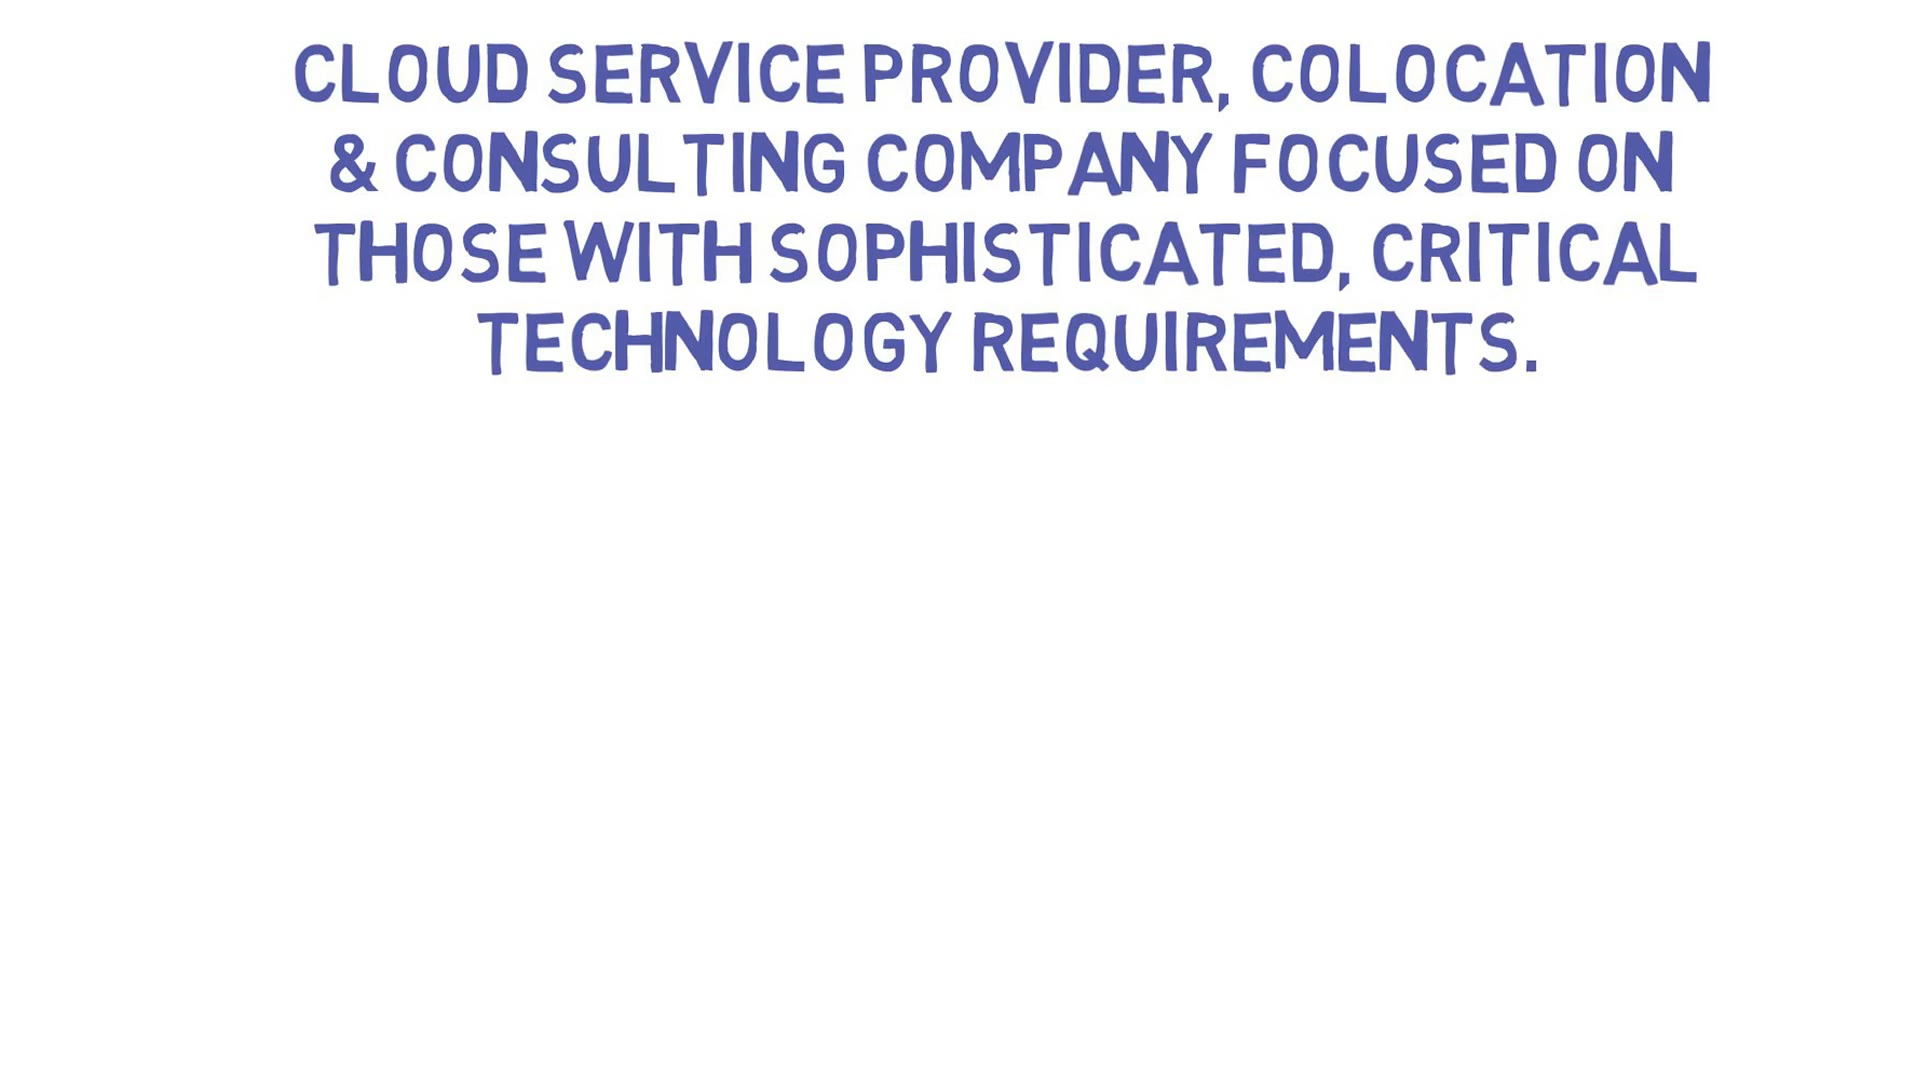 CLOUD SERVICE PROVIDER, COLOCATION
& CONSULTING COMPANY FOCUSED ON
THOSE WITH SOPHISTICATED, CRITICAL
TECHNOLOGY REQUIREMENTS.